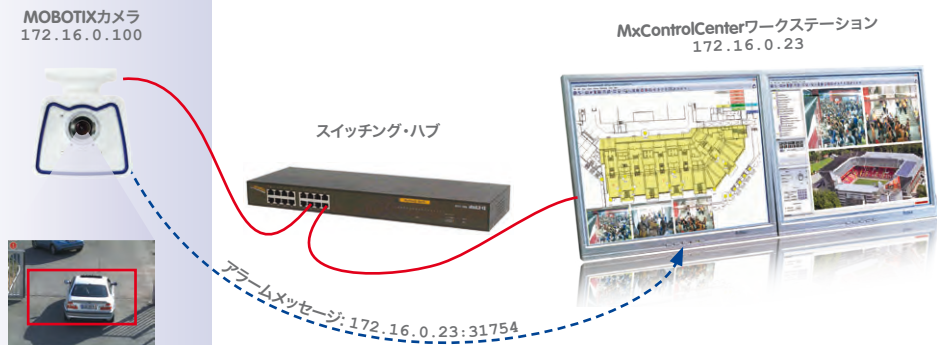 MOBOTIXカメラ
172.16.0.100
MxControlCenterワークステーション
172.16.0.23
スイッチング・ハブ
アラームメッセージ: 172.16.0.23:31754